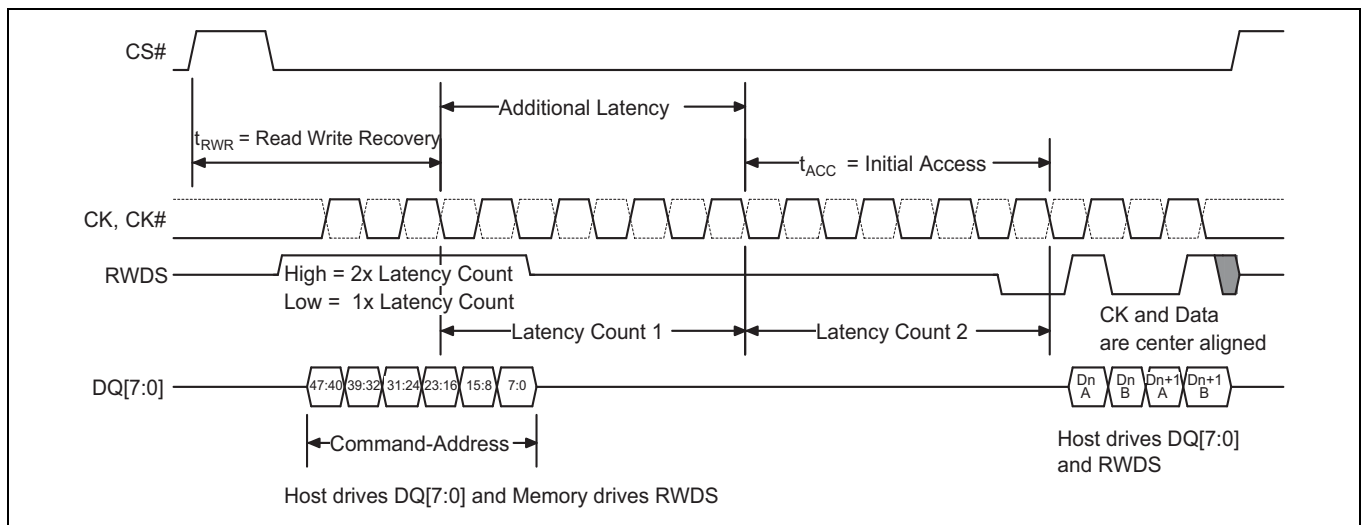 CS#
Additional Latency
tRWR = Read Write Recovery
tACC = Initial Access
CK, CK#
RWDS
High = 2x Latency Count
Low = 1x Latency Count
CK and Data
are center aligned
Latency Count 1
Latency Count 2
DQ[7:0]
47:40 39:32 31:24 23:16 15:8 7:0
Dn A
Dn B
Dn+1 A
Dn+1 B
Command-Address
Host drives DQ[7:0]
and RWDS
Host drives DQ[7:0] and Memory drives RWDS